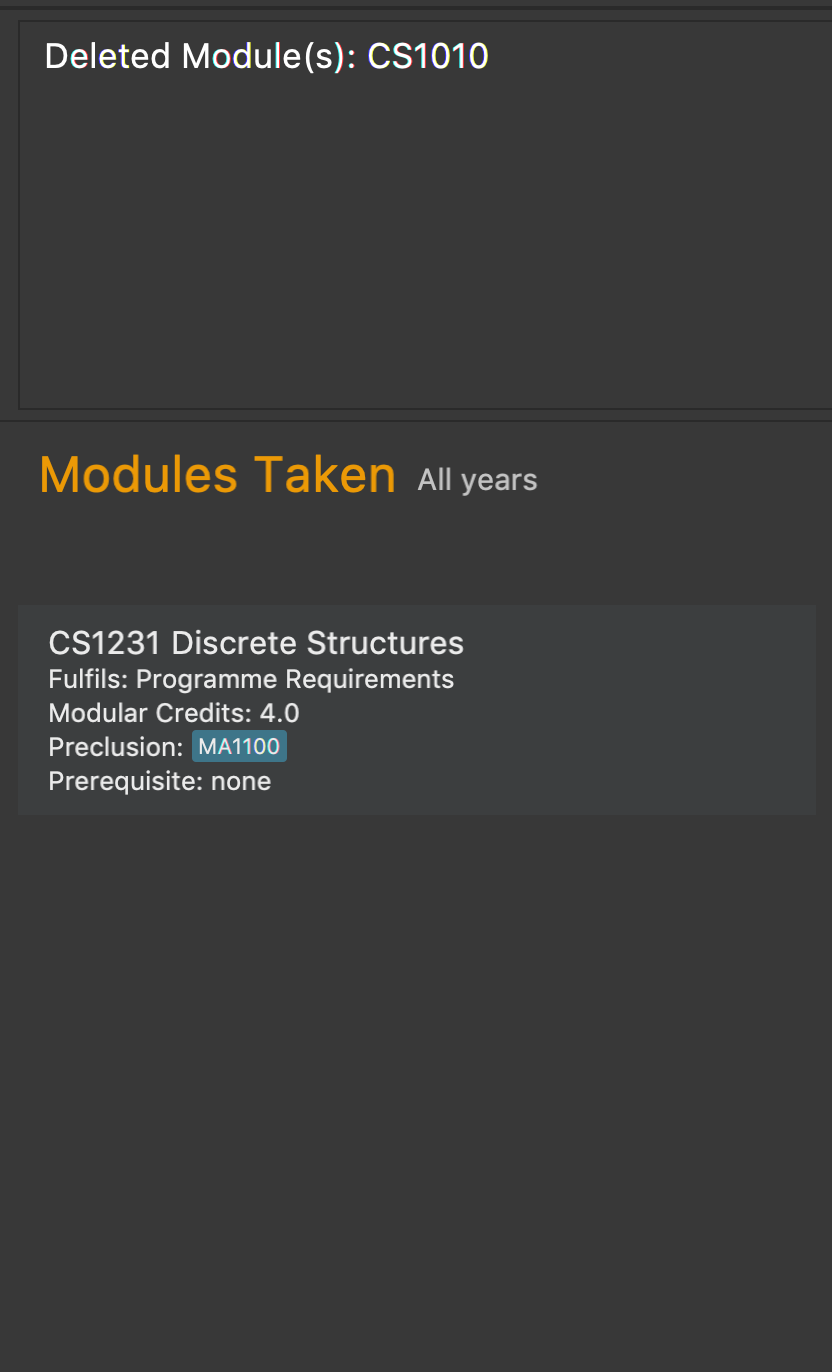 Deleted Module(s): CS1010
Modules Taken All years
CS1231 Discrete Structures
Fulfils: Programme Requirements
Modular Credits: 4.0
Preclusion: MA1100
Prerequisite: none